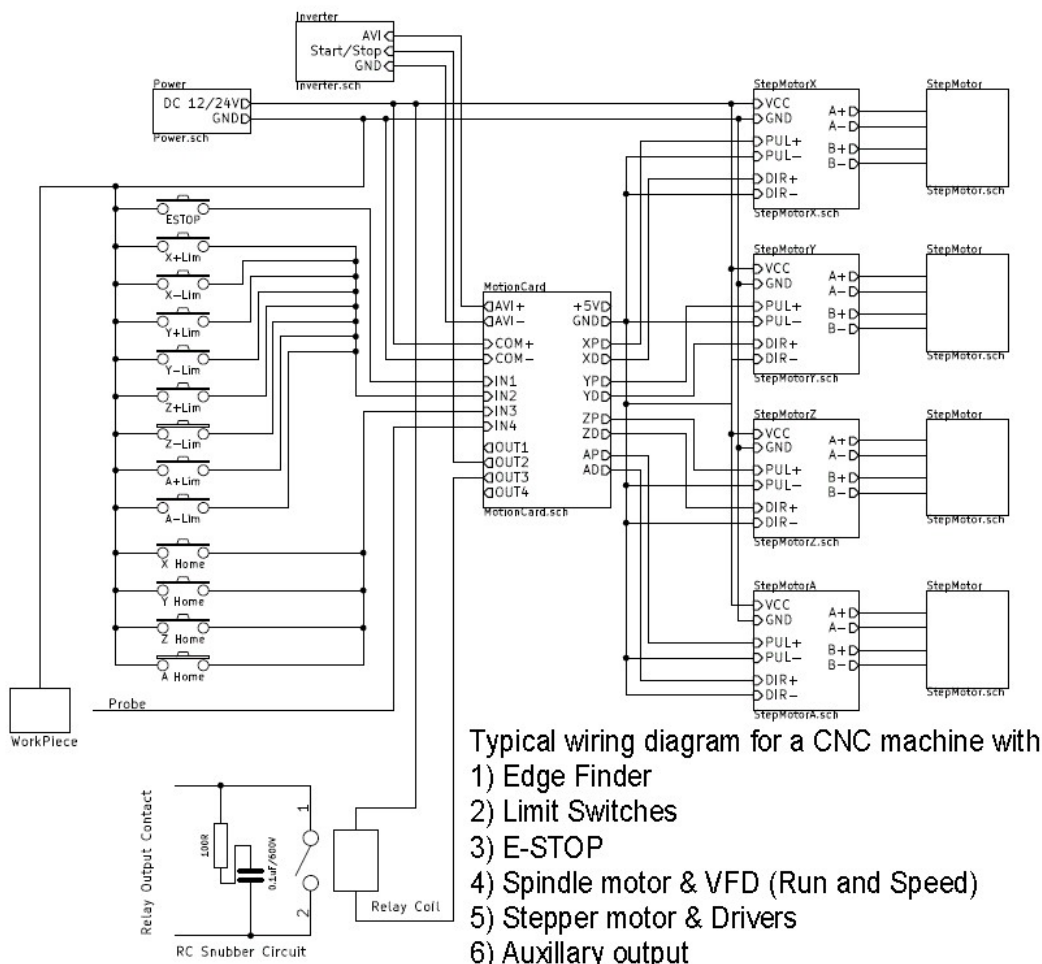 Inverter
AVI
Start/Stop
GND
Inverter.sch
Power
DC 12/24V
GND
Power.sch
ESTOP
X+Lim
X-Lim
Y+Lim
Y-Lim
Z+Lim
Z-Lim
A+Lim
A-Lim
X Home
Y Home
Z Home
A Home
WorkPiece
Probe
MotionCard
AVI+
AVI-
COM+
COM-
IN1
IN2
IN3
IN4
OUT1
OUT2
OUT3
OUT4
+5V
GND
XP
XD
YP
YD
ZP
ZD
AP
AD
MotionCard.sch
StepMotorX
VCC
GND
PUL+
PUL-
DIR+
DIR-
A+
A-
B+
B-
StepMotorX.sch
StepMotor
StepMotor.sch
StepMotorY
VCC
GND
PUL+
PUL-
DIR+
DIR-
A+
A-
B+
B-
StepMotorY.sch
StepMotor
StepMotor.sch
StepMotorZ
VCC
GND
PUL+
PUL-
DIR+
DIR-
A+
A-
B+
B-
StepMotorZ.sch
StepMotor
StepMotor.sch
StepMotorA
VCC
GND
PUL+
PUL-
DIR+
DIR-
A+
A-
B+
B-
StepMotorA.sch
StepMotor
StepMotor.sch
Relay Output Contact
100R
0.1uF/600V
1
2
Relay Coil
RC Snubber Circuit
Typical wiring diagram for a CNC machine with
1) Edge Finder
2) Limit Switches
3) E-STOP
4) Spindle motor & VFD (Run and Speed)
5) Stepper motor & Drivers
6) Auxillary output